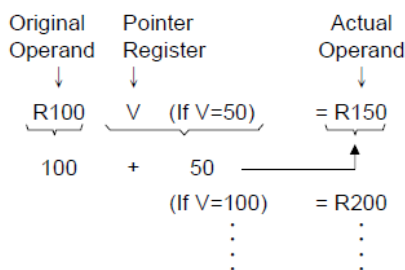 Original Pointer Actual
Operand Register Operand
R100 V (If V=50) = R150
100 + 50
(If V=100) = R200